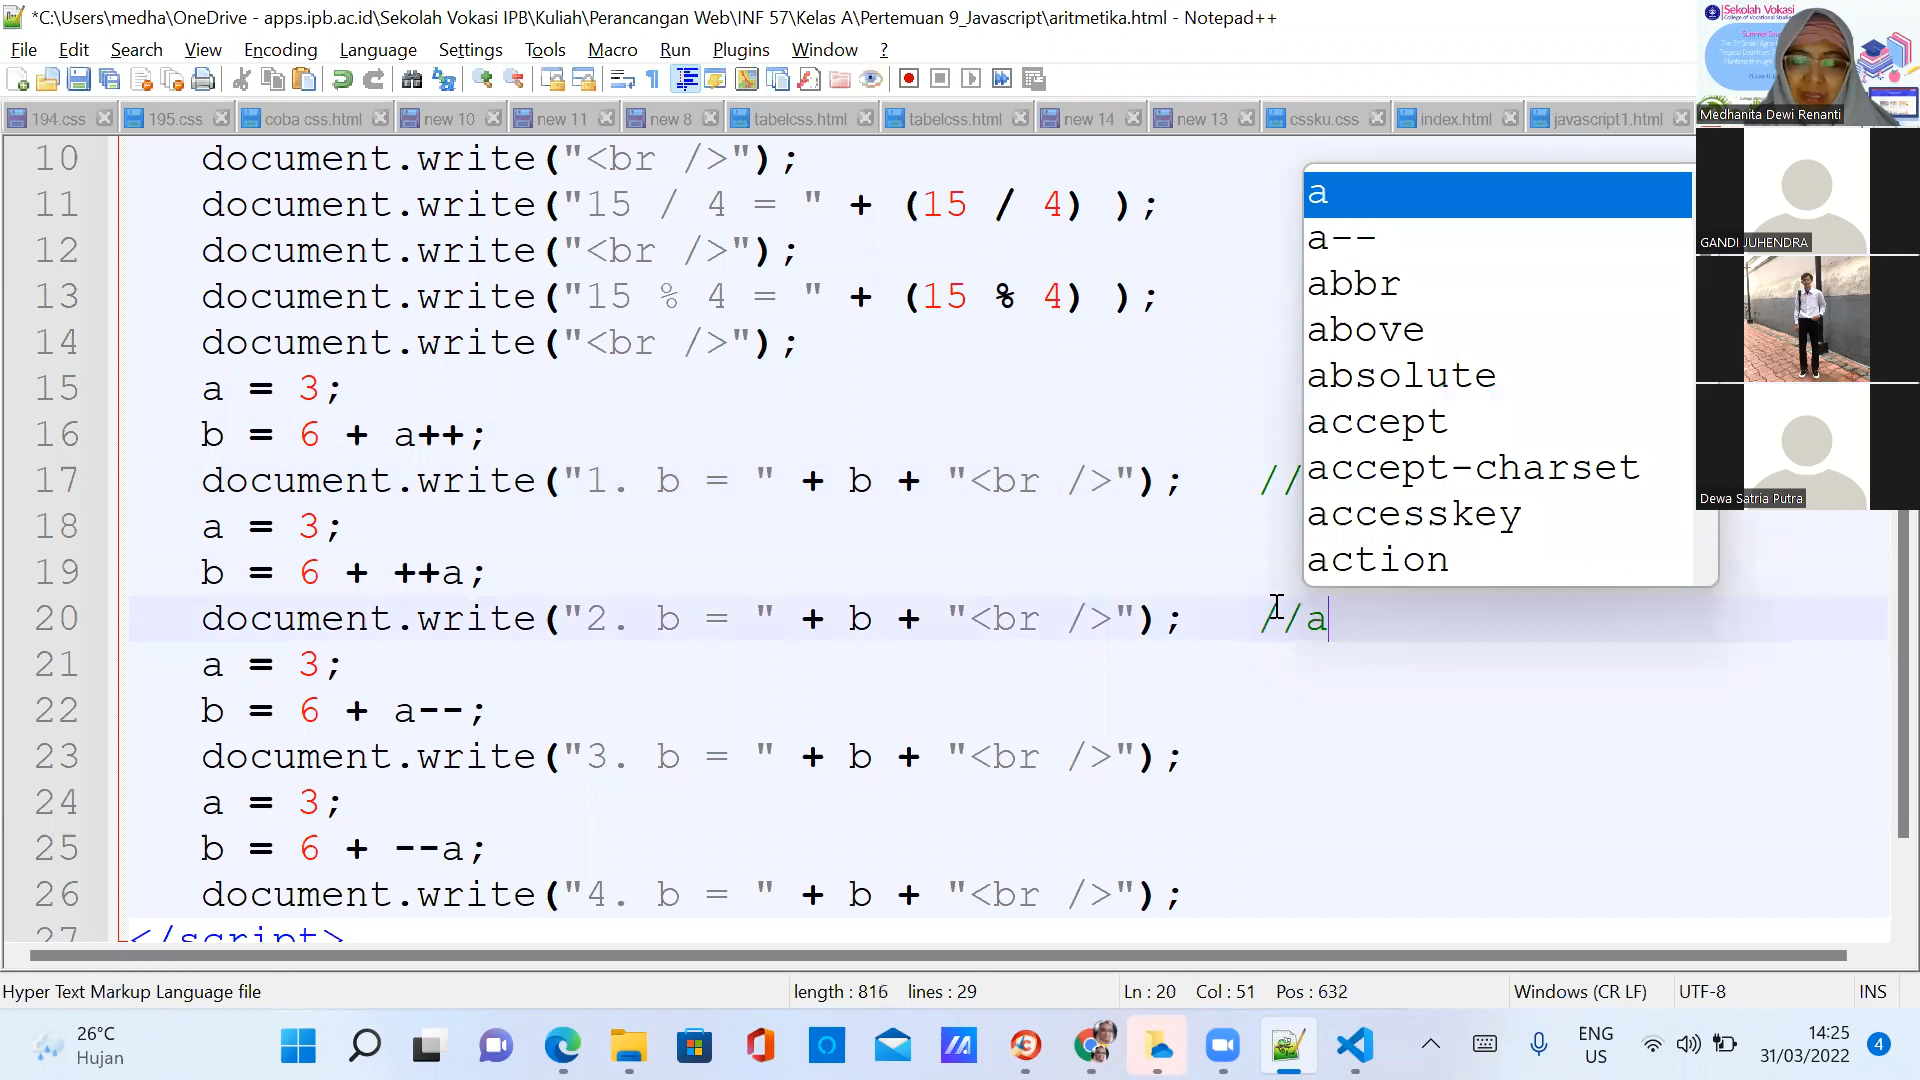 *C:\Users\medha\OneDrive - apps.ipb.ac.id\Sekolah Vokasi IPB\Kuliah\Perancangan Web\INF 57\Kelas A\Pertemuan 9_Javascript\aritmetika.html - Notepad++
File Edit Search View Encoding Language Settings Tools Macro Run Plugins Window ?
194.css 195.css coba css.html new 10 new 11 new 8 tabelcss.html tabelcss.html new 14 new 13 cssku.css index.html javascript1.html
10 document.write("<br />");
11 document.write("15 / 4 = " + (15 / 4) );
12 document.write("<br />");
13 document.write("15 % 4 = " + (15 % 4) );
14 document.write("<br />");
15 a = 3;
16 b = 6 + a++;
17 document.write("1. b = " + b + "<br />"); //
18 a = 3;
19 b = 6 + ++a;
20 document.write("2. b = " + b + "<br />"); //a
21 a = 3;
22 b = 6 + a--;
23 document.write("3. b = " + b + "<br />");
24 a = 3;
25 b = 6 + --a;
26 document.write("4. b = " + b + "<br />");
27 </script>
a
a--
abbr
above
absolute
accept
accept-charset
accesskey
action
Sekolah Vokasi
College of Vocational Studies
Medhanita Dewi Renanti
GANDI JUHENDRA
Dewa Satria Putra
Hyper Text Markup Language file length : 816 lines : 29 Ln : 20 Col : 51 Pos : 632 Windows (CR LF) UTF-8 INS
26°C
Hujan
ENG
US
14:25
31/03/2022
4